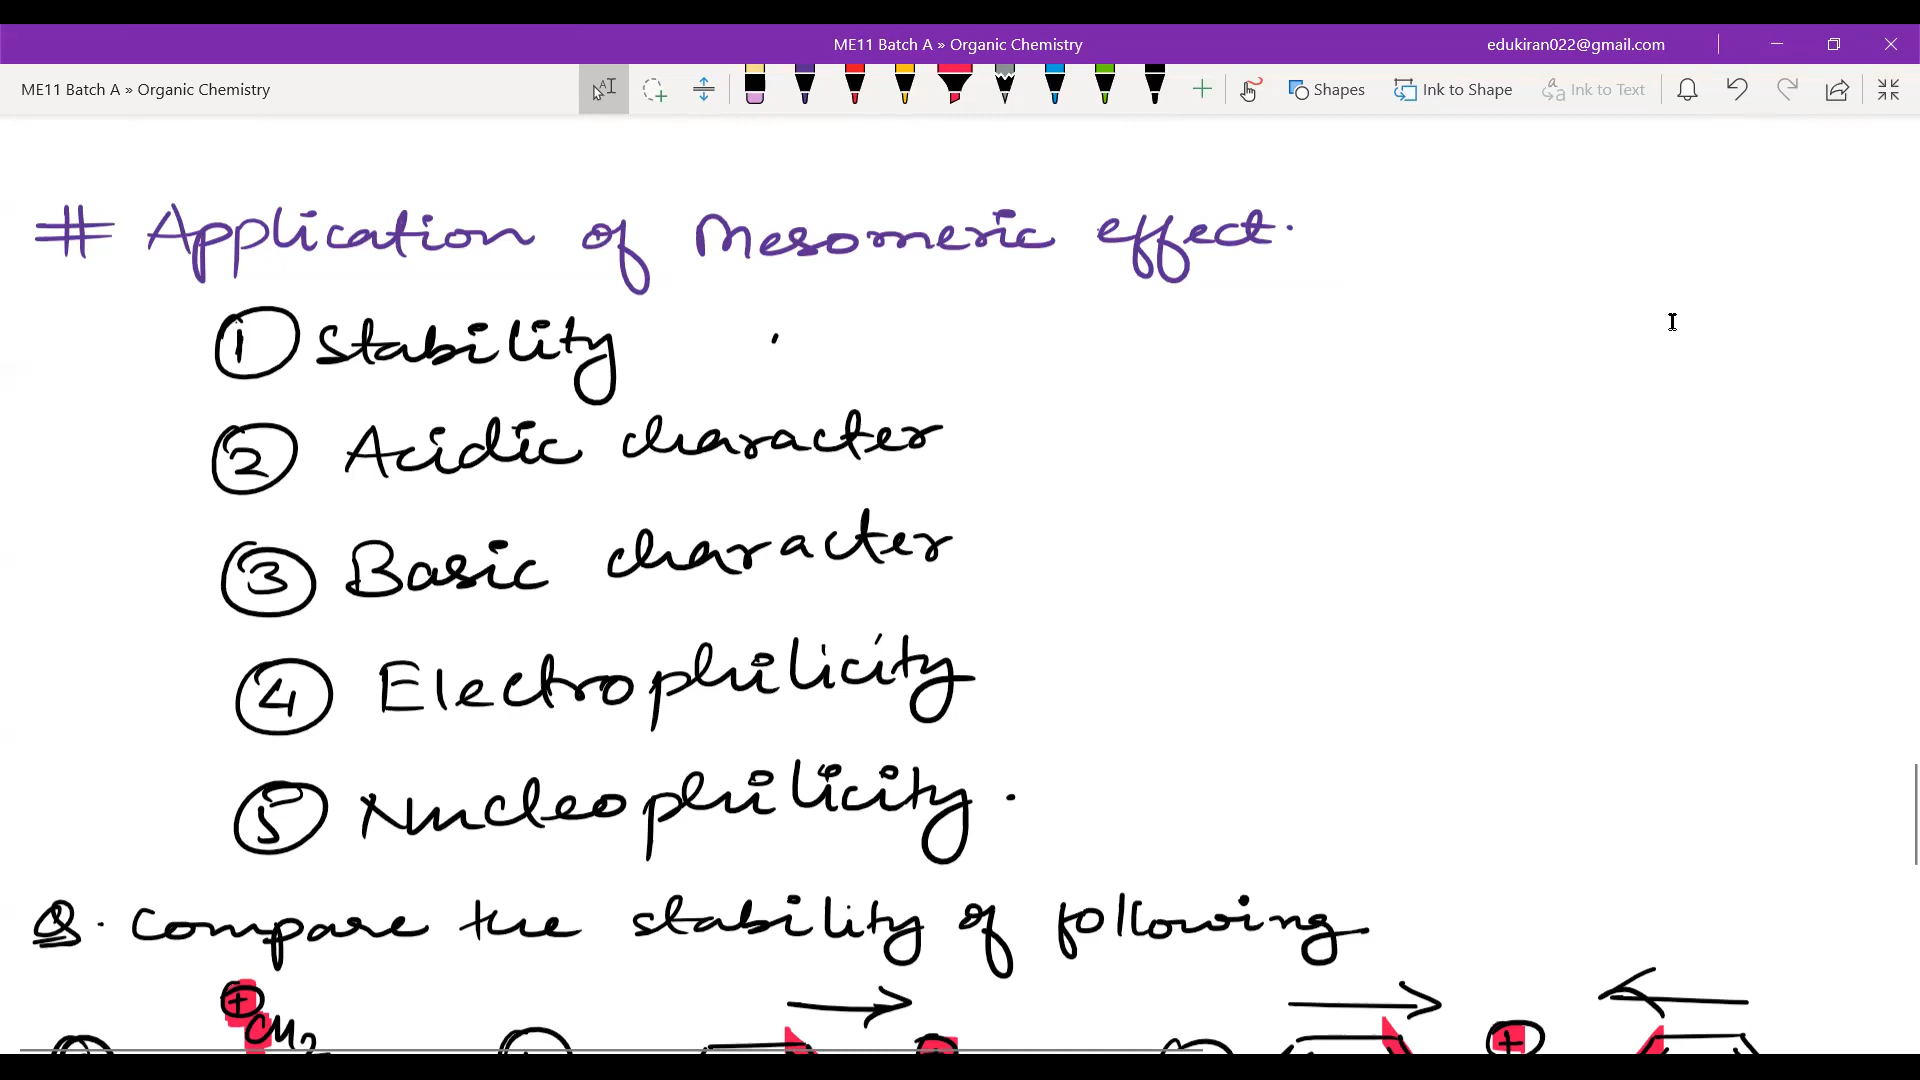 ME11 Batch A » Organic Chemistry
edukiran022@gmail.com
ME11 Batch A » Organic Chemistry
Shapes
Ink to Shape
Ink to Text
# Application of Mesomeric effect.
① Stability
② Acidic character
③ Basic character
④ Electrophilicity
⑤ Nucleophilicity.
Q. Compare the stability of following
⊕
CH2
⊕